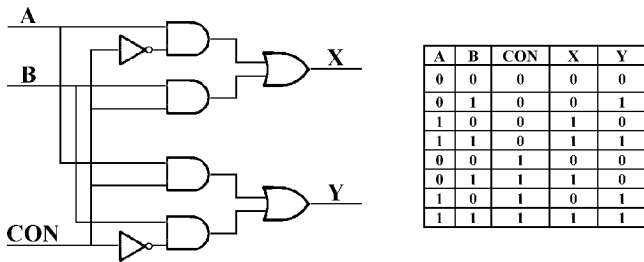 A
B
CON
X
Y
A B CON X Y
0 0 0 0 0
0 1 0 0 1
1 0 0 1 0
1 1 0 1 1
0 0 1 0 0
0 1 1 1 0
1 0 1 0 1
1 1 1 1 1